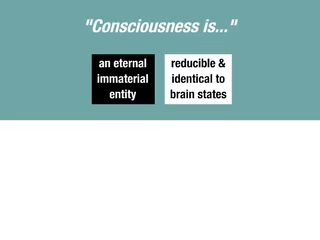 "Consciousness is..."
an eternal
immaterial
entity
reducible &
identical to
brain states